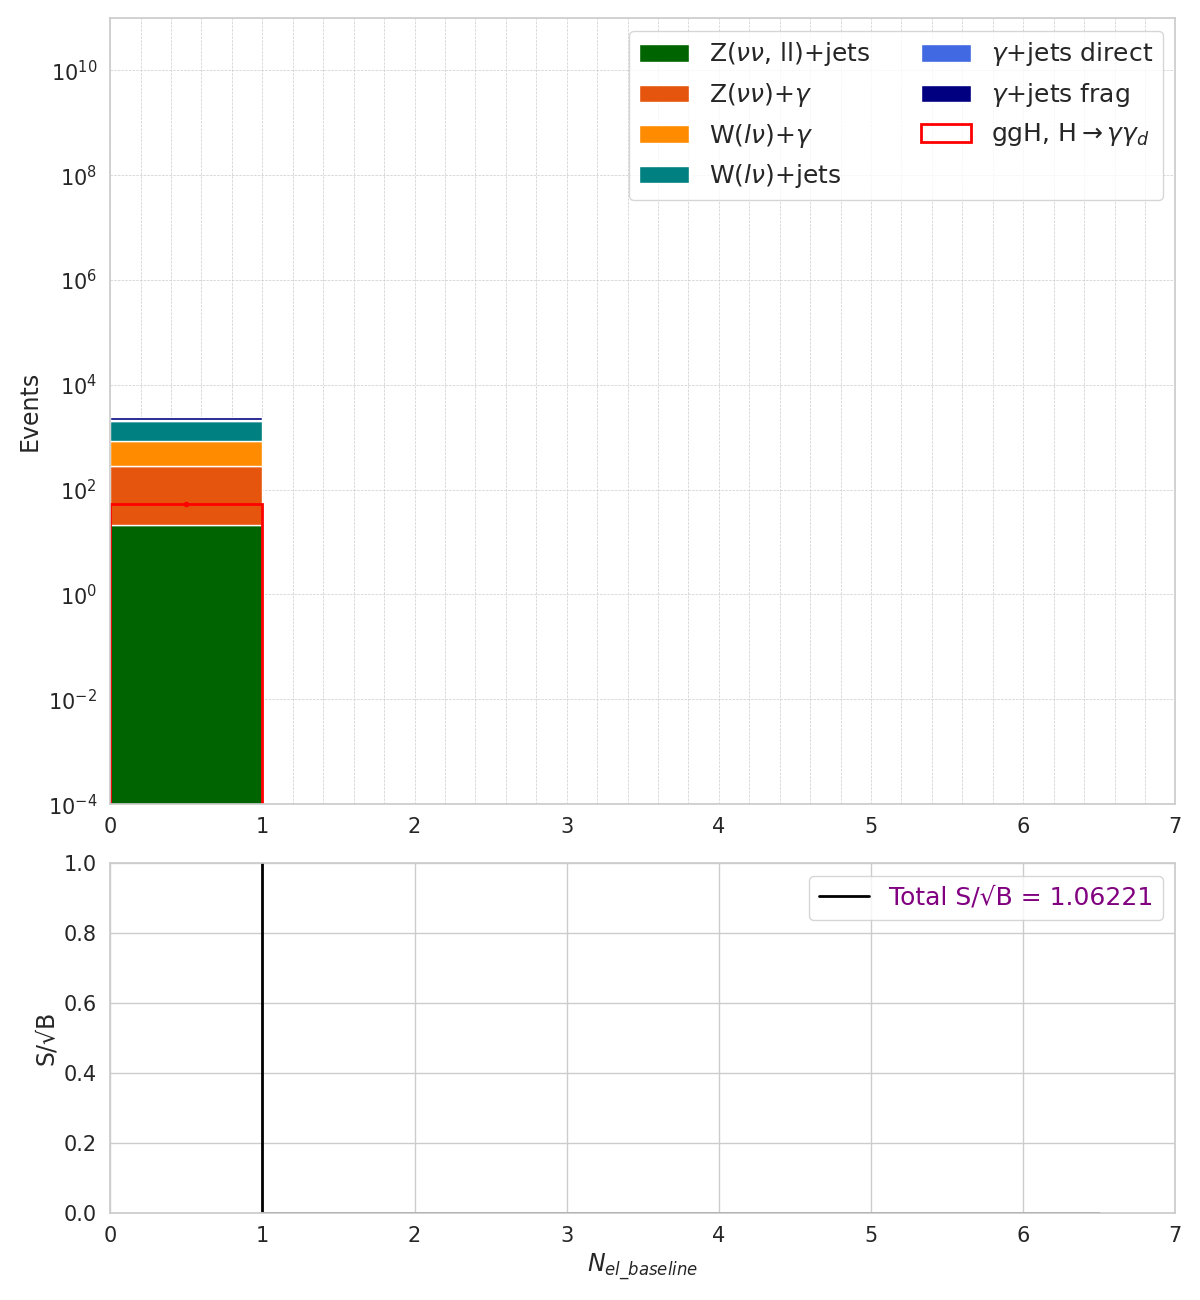 Z(νν, ll)+jets
Z(νν)+γ
W(lν)+γ
W(lν)+jets
γ+jets direct
γ+jets frag
ggH, H→γγ_d
10^10
10^8
10^6
10^4
10^2
10^0
10^−2
10^−4
Events
0 1 2 3 4 5 6 7
Total S/√B = 1.06221
1.0
0.8
0.6
0.4
0.2
0.0
S/√B
0 1 2 3 4 5 6 7
N_el_baseline